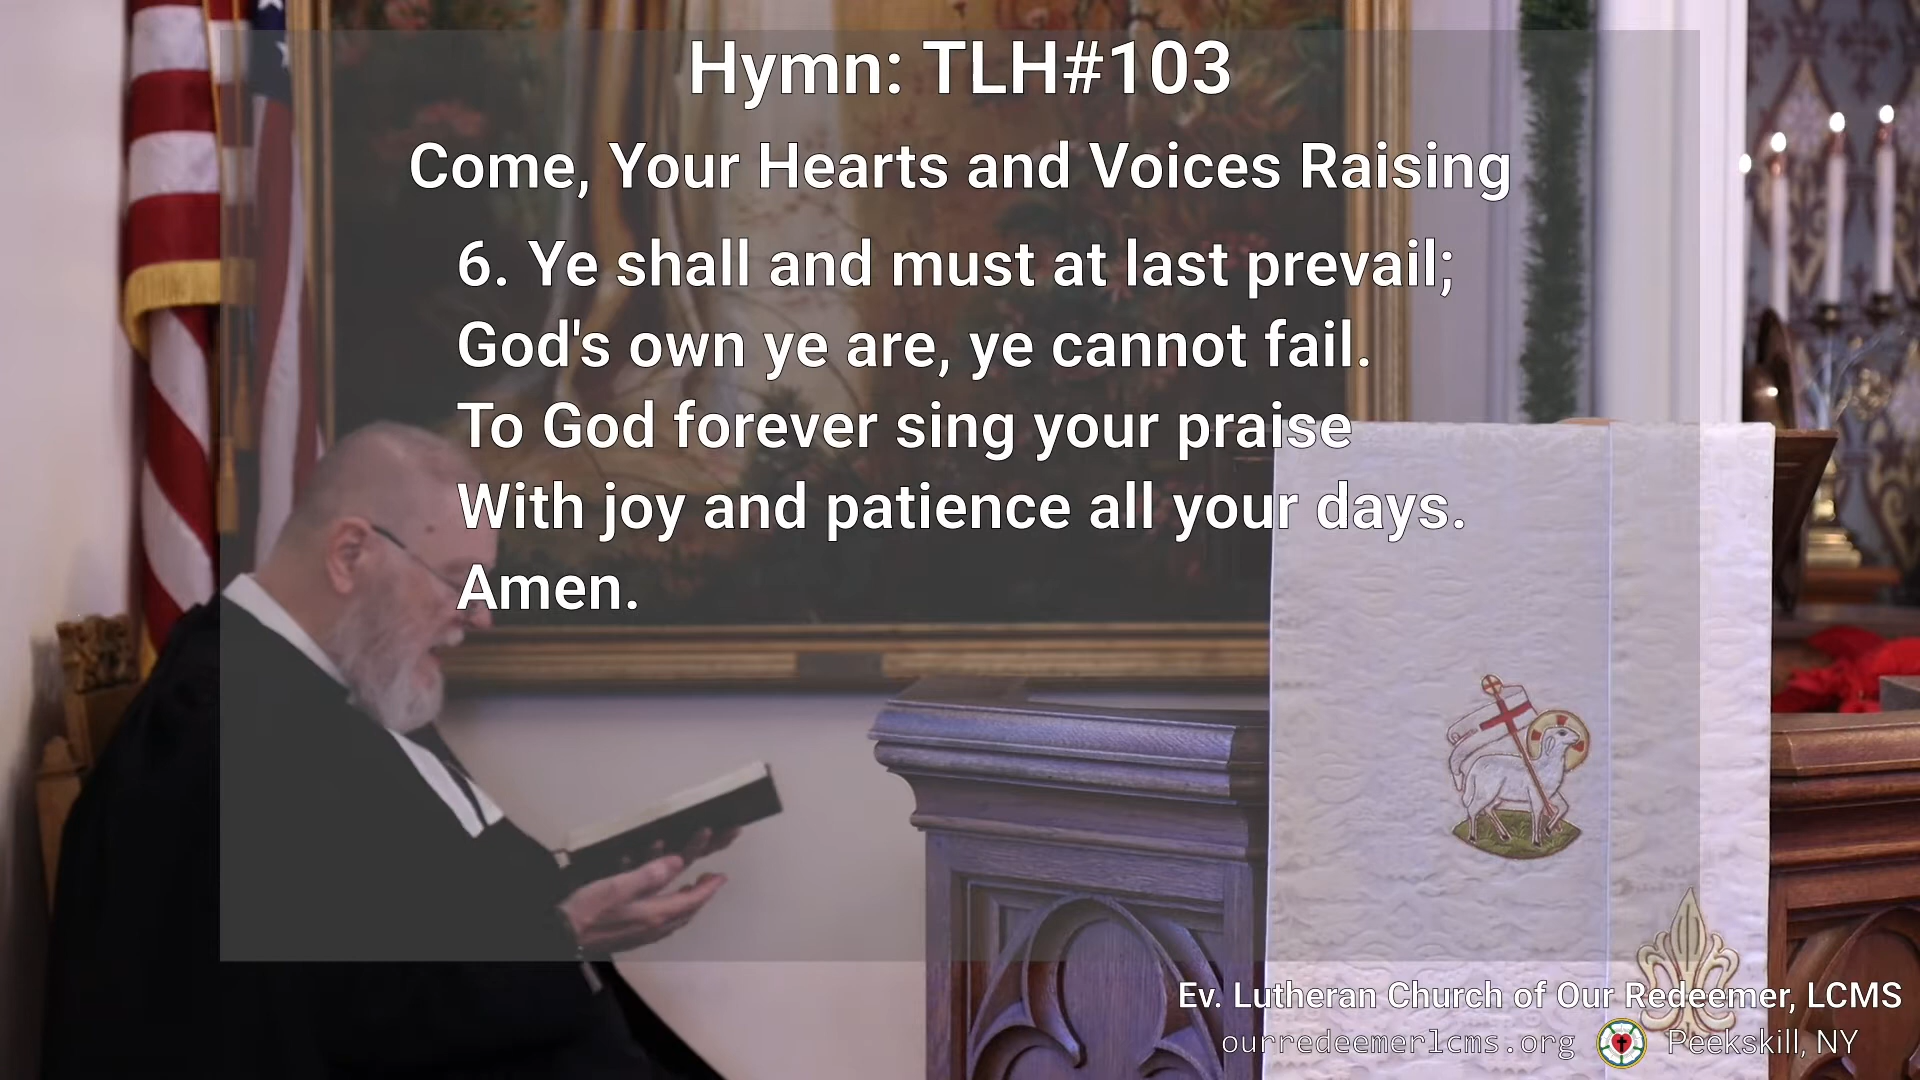 Hymn: TLH#103
Come, Your Hearts and Voices Raising
6. Ye shall and must at last prevail;
God's own ye are, ye cannot fail.
To God forever sing your praise
With joy and patience all your days.
Amen.
Ev. Lutheran Church of Our Redeemer, LCMS
ourredeemerlcms.org Peekskill, NY